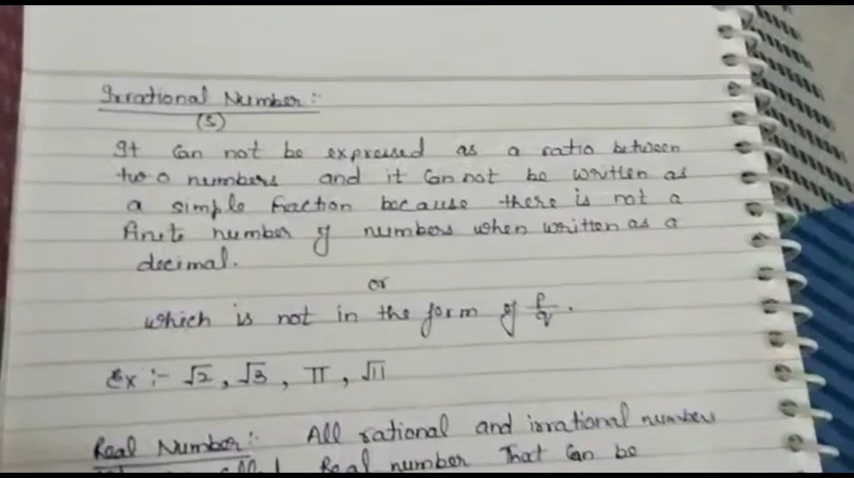 Irrational Number :-
(5)
It can not be expressed as a ratio between
two numbers and it can not be written as
a simple fraction because there is not a
finite number of numbers when written as a
decimal.
or
which is not in the form of p/q.
Ex :- √2, √3, π, √11
Real Number :- All rational and irrational numbers
Real number That can be